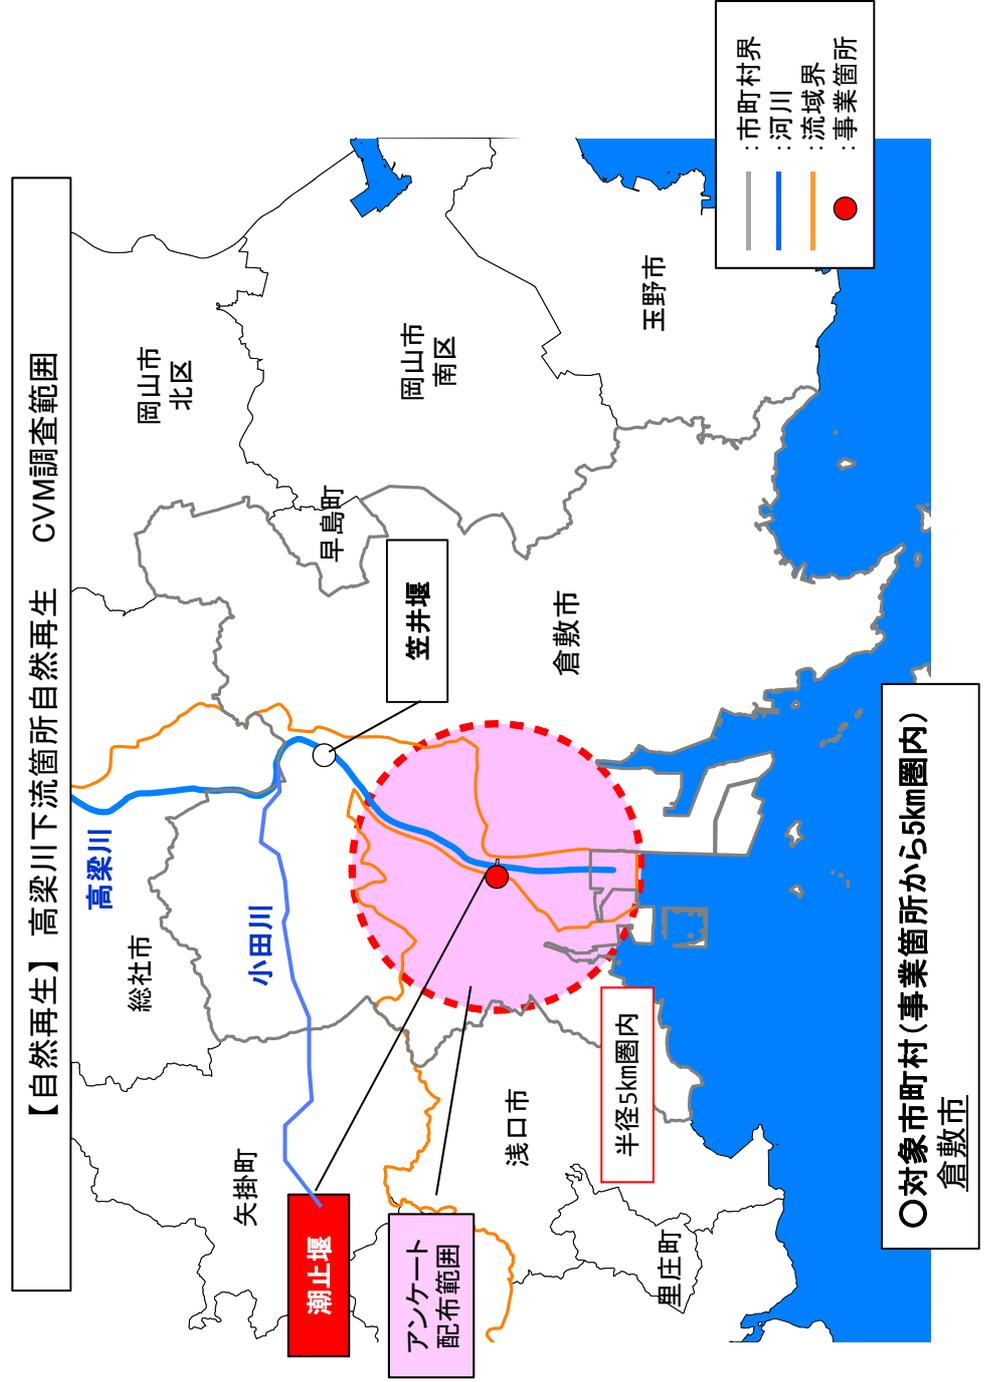 【自然再生】 高梁川下流箇所自然再生　CVM調査範囲
：市町村界
：河川
：流域界
：事業箇所
岡山市
北区
岡山市
南区
玉野市
早島町
笠井堰
倉敷市
高梁川
総社市
小田川
矢掛町
潮止堰
アンケート
配布範囲
浅口市
里庄町
半径5km圏内
〇対象市町村（事業箇所から5km圏内）
倉敷市